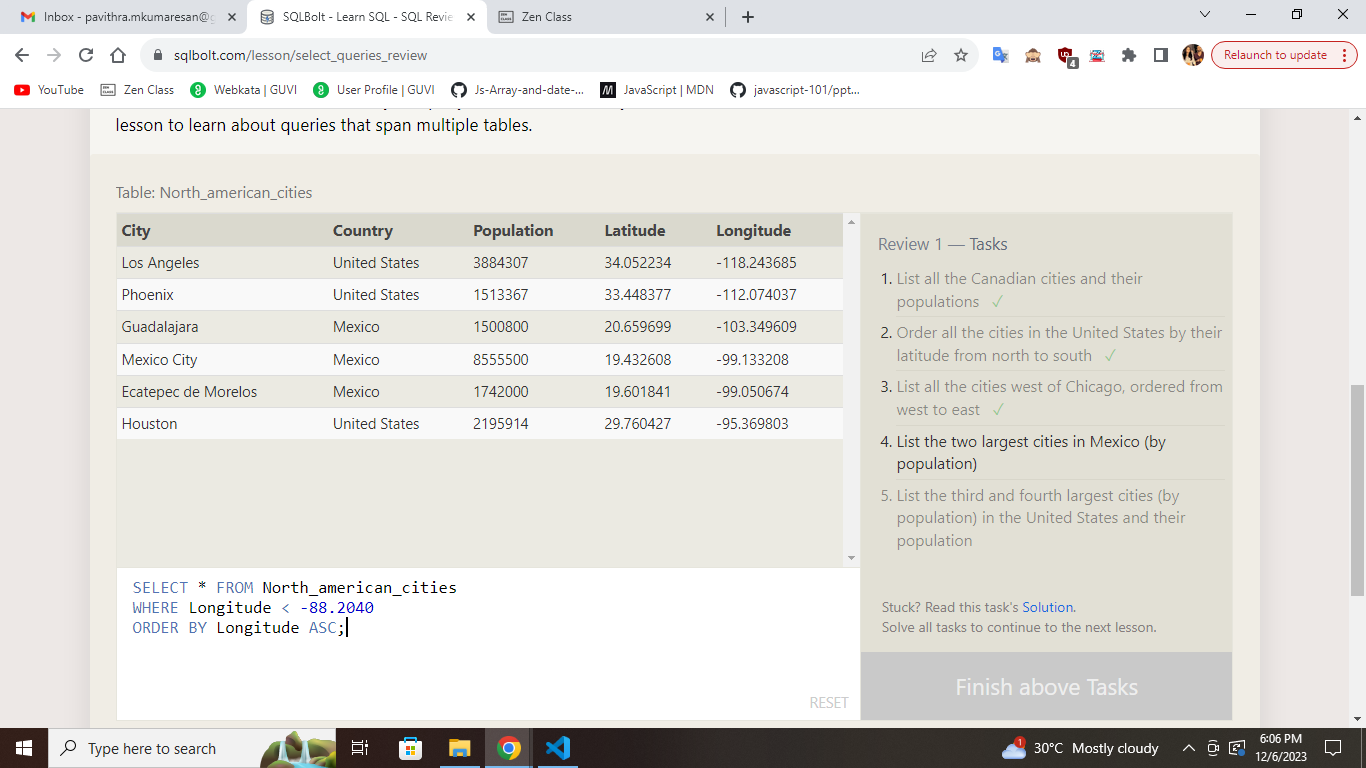 Inbox - pavithra.mkumaresan@g
SQLBolt - Learn SQL - SQL Revie
Zen Class
sqlbolt.com/lesson/select_queries_review
4
Relaunch to update
YouTube
Zen Class
Webkata | GUVI
User Profile | GUVI
Js-Array-and-date-...
JavaScript | MDN
javascript-101/ppt...
lesson to learn about queries that span multiple tables.
Table: North_american_cities
City Country Population Latitude Longitude
Los Angeles United States 3884307 34.052234 -118.243685
Phoenix United States 1513367 33.448377 -112.074037
Guadalajara Mexico 1500800 20.659699 -103.349609
Mexico City Mexico 8555500 19.432608 -99.133208
Ecatepec de Morelos Mexico 1742000 19.601841 -99.050674
Houston United States 2195914 29.760427 -95.369803
SELECT * FROM North_american_cities
WHERE Longitude < -88.2040
ORDER BY Longitude ASC;
RESET
Review 1 — Tasks
1. List all the Canadian cities and their
populations ✓
2. Order all the cities in the United States by their
latitude from north to south ✓
3. List all the cities west of Chicago, ordered from
west to east ✓
4. List the two largest cities in Mexico (by
population)
5. List the third and fourth largest cities (by
population) in the United States and their
population
Stuck? Read this task's Solution.
Solve all tasks to continue to the next lesson.
Finish above Tasks
Type here to search
1
30°C Mostly cloudy
6:06 PM
12/6/2023